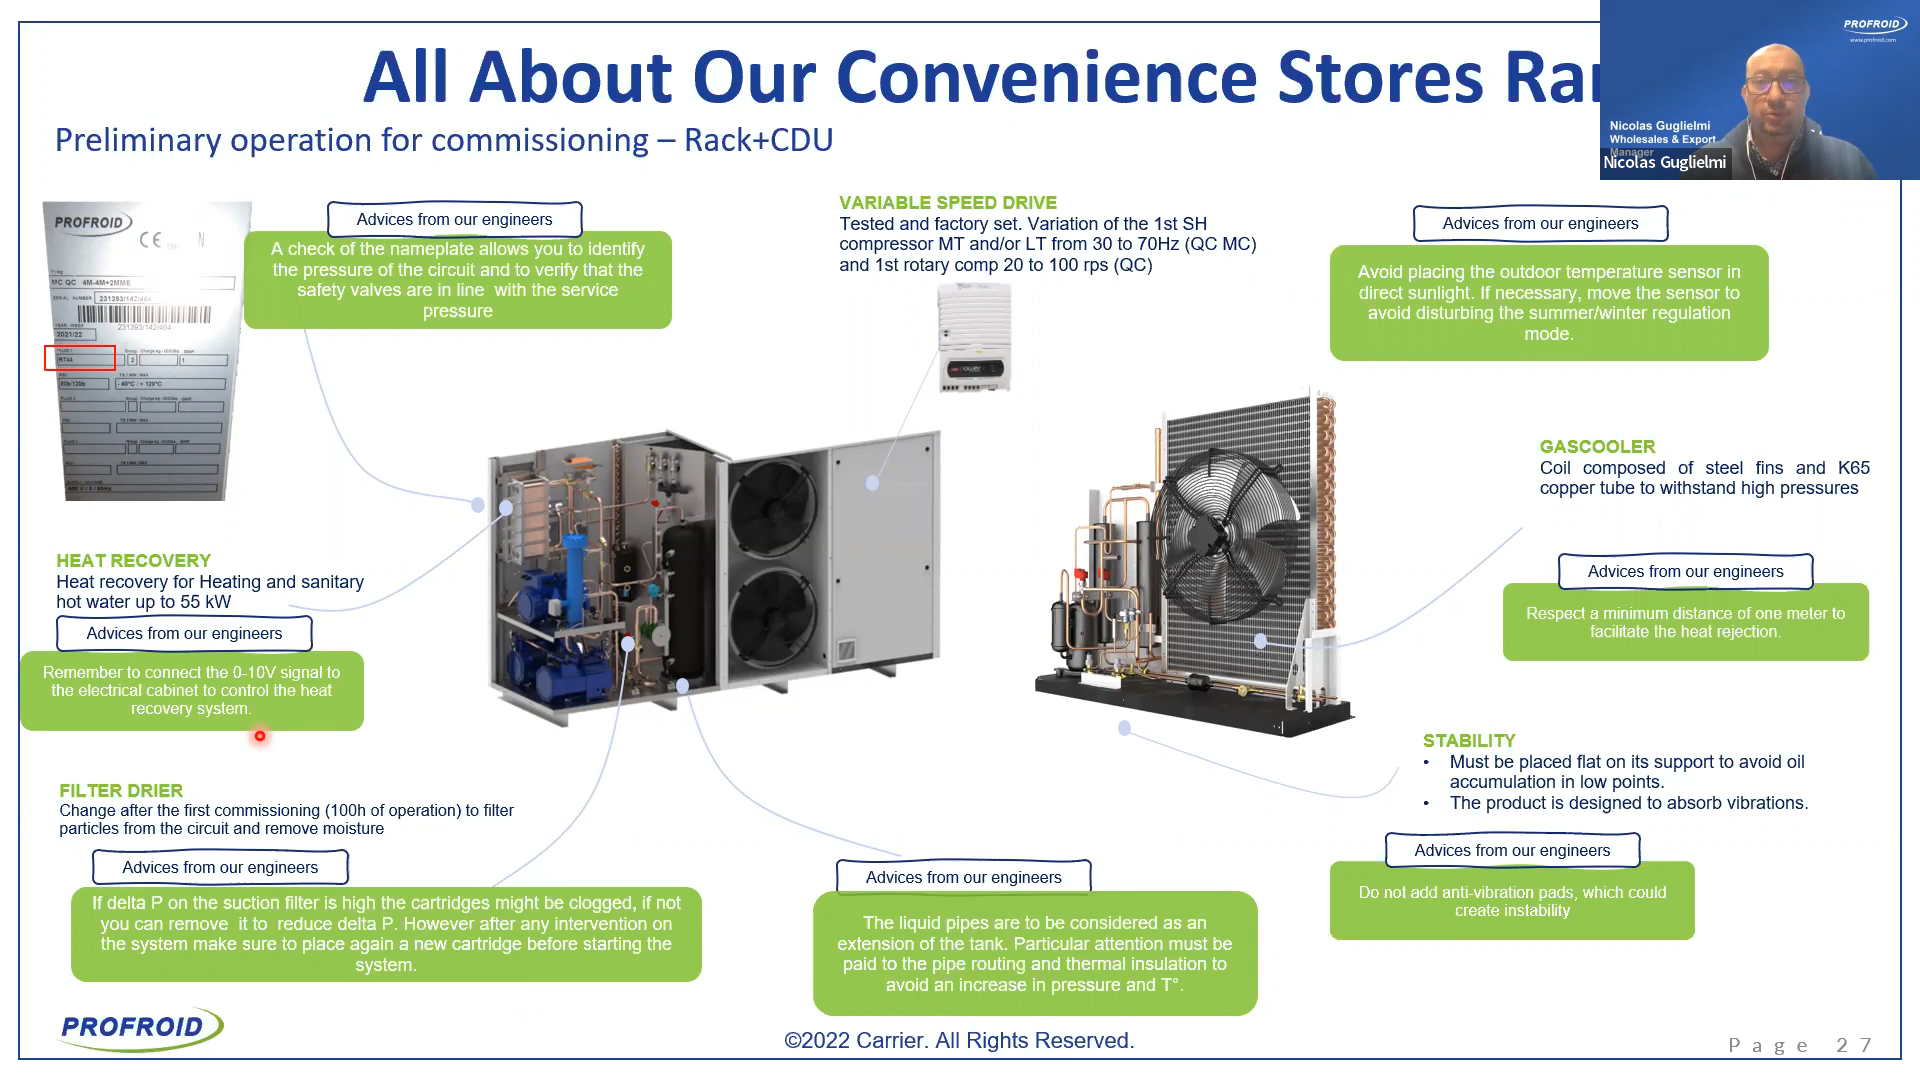 All About Our Convenience Stores Ra
Preliminary operation for commissioning – Rack+CDU
PROFROID
www.profroid.com
Nicolas Guglielmi
Wholesales & Export
Manager
Nicolas Guglielmi
PROFROID
CE
MC QC 4M-4M+2MME
SERIAL NUMBER 231393/142/464
231393/142/464
YEAR WEEK
2021/22
R744
- 40°C / + 120°C
Advices from our engineers
A check of the nameplate allows you to identify
the pressure of the circuit and to verify that the
safety valves are in line with the service
pressure
VARIABLE SPEED DRIVE
Tested and factory set. Variation of the 1st SH
compressor MT and/or LT from 30 to 70Hz (QC MC)
and 1st rotary comp 20 to 100 rps (QC)
Advices from our engineers
Avoid placing the outdoor temperature sensor in
direct sunlight. If necessary, move the sensor to
avoid disturbing the summer/winter regulation
mode.
GASCOOLER
Coil composed of steel fins and K65
copper tube to withstand high pressures
Advices from our engineers
Respect a minimum distance of one meter to
facilitate the heat rejection.
HEAT RECOVERY
Heat recovery for Heating and sanitary
hot water up to 55 kW
Advices from our engineers
Remember to connect the 0-10V signal to
the electrical cabinet to control the heat
recovery system.
STABILITY
• Must be placed flat on its support to avoid oil
accumulation in low points.
• The product is designed to absorb vibrations.
Advices from our engineers
Do not add anti-vibration pads, which could
create instability
FILTER DRIER
Change after the first commissioning (100h of operation) to filter
particles from the circuit and remove moisture
Advices from our engineers
If delta P on the suction filter is high the cartridges might be clogged, if not
you can remove it to reduce delta P. However after any intervention on
the system make sure to place again a new cartridge before starting the
system.
Advices from our engineers
The liquid pipes are to be considered as an
extension of the tank. Particular attention must be
paid to the pipe routing and thermal insulation to
avoid an increase in pressure and T°.
PROFROID
©2022 Carrier. All Rights Reserved.
Page 27